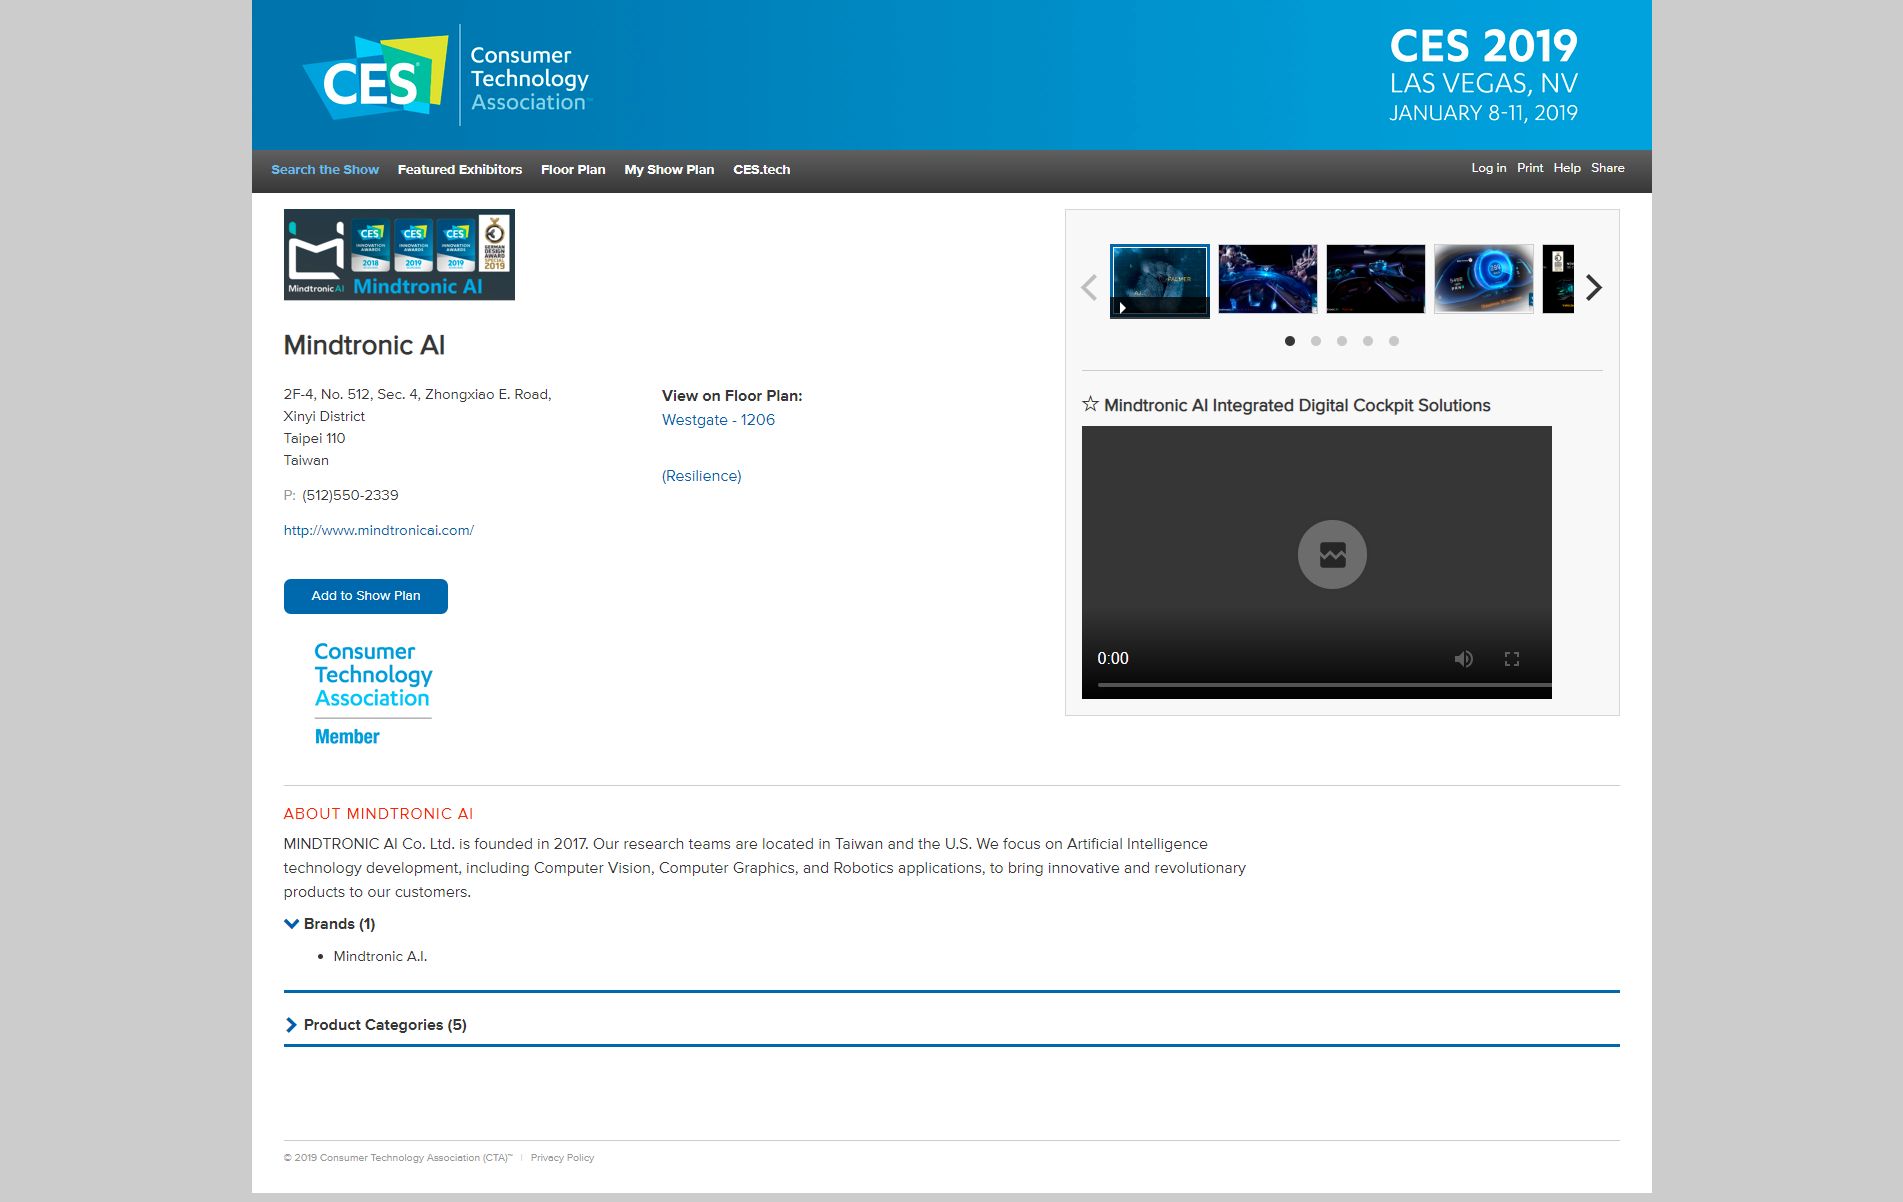 CES
Consumer
Technology
Association™
CES 2019
LAS VEGAS, NV
JANUARY 8-11, 2019
Search the Show Featured Exhibitors Floor Plan My Show Plan CES.tech
Log in Print Help Share
CES CES CES
INNOVATION AWARDS 2018
INNOVATION AWARDS 2019
INNOVATION AWARDS 2019
GERMAN DESIGN AWARD SPECIAL 2019
MindtronicAI Mindtronic AI
Mindtronic AI
2F-4, No. 512, Sec. 4, Zhongxiao E. Road,
Xinyi District
Taipei 110
Taiwan
P: (512)550-2339
http://www.mindtronicai.com/
View on Floor Plan:
Westgate - 1206
(Resilience)
Add to Show Plan
Consumer
Technology
Association
Member
PALMER
☆ Mindtronic AI Integrated Digital Cockpit Solutions
0:00
ABOUT MINDTRONIC AI
MINDTRONIC AI Co. Ltd. is founded in 2017. Our research teams are located in Taiwan and the U.S. We focus on Artificial Intelligence
technology development, including Computer Vision, Computer Graphics, and Robotics applications, to bring innovative and revolutionary
products to our customers.
Brands (1)
• Mindtronic A.I.
Product Categories (5)
© 2019 Consumer Technology Association (CTA)™ | Privacy Policy